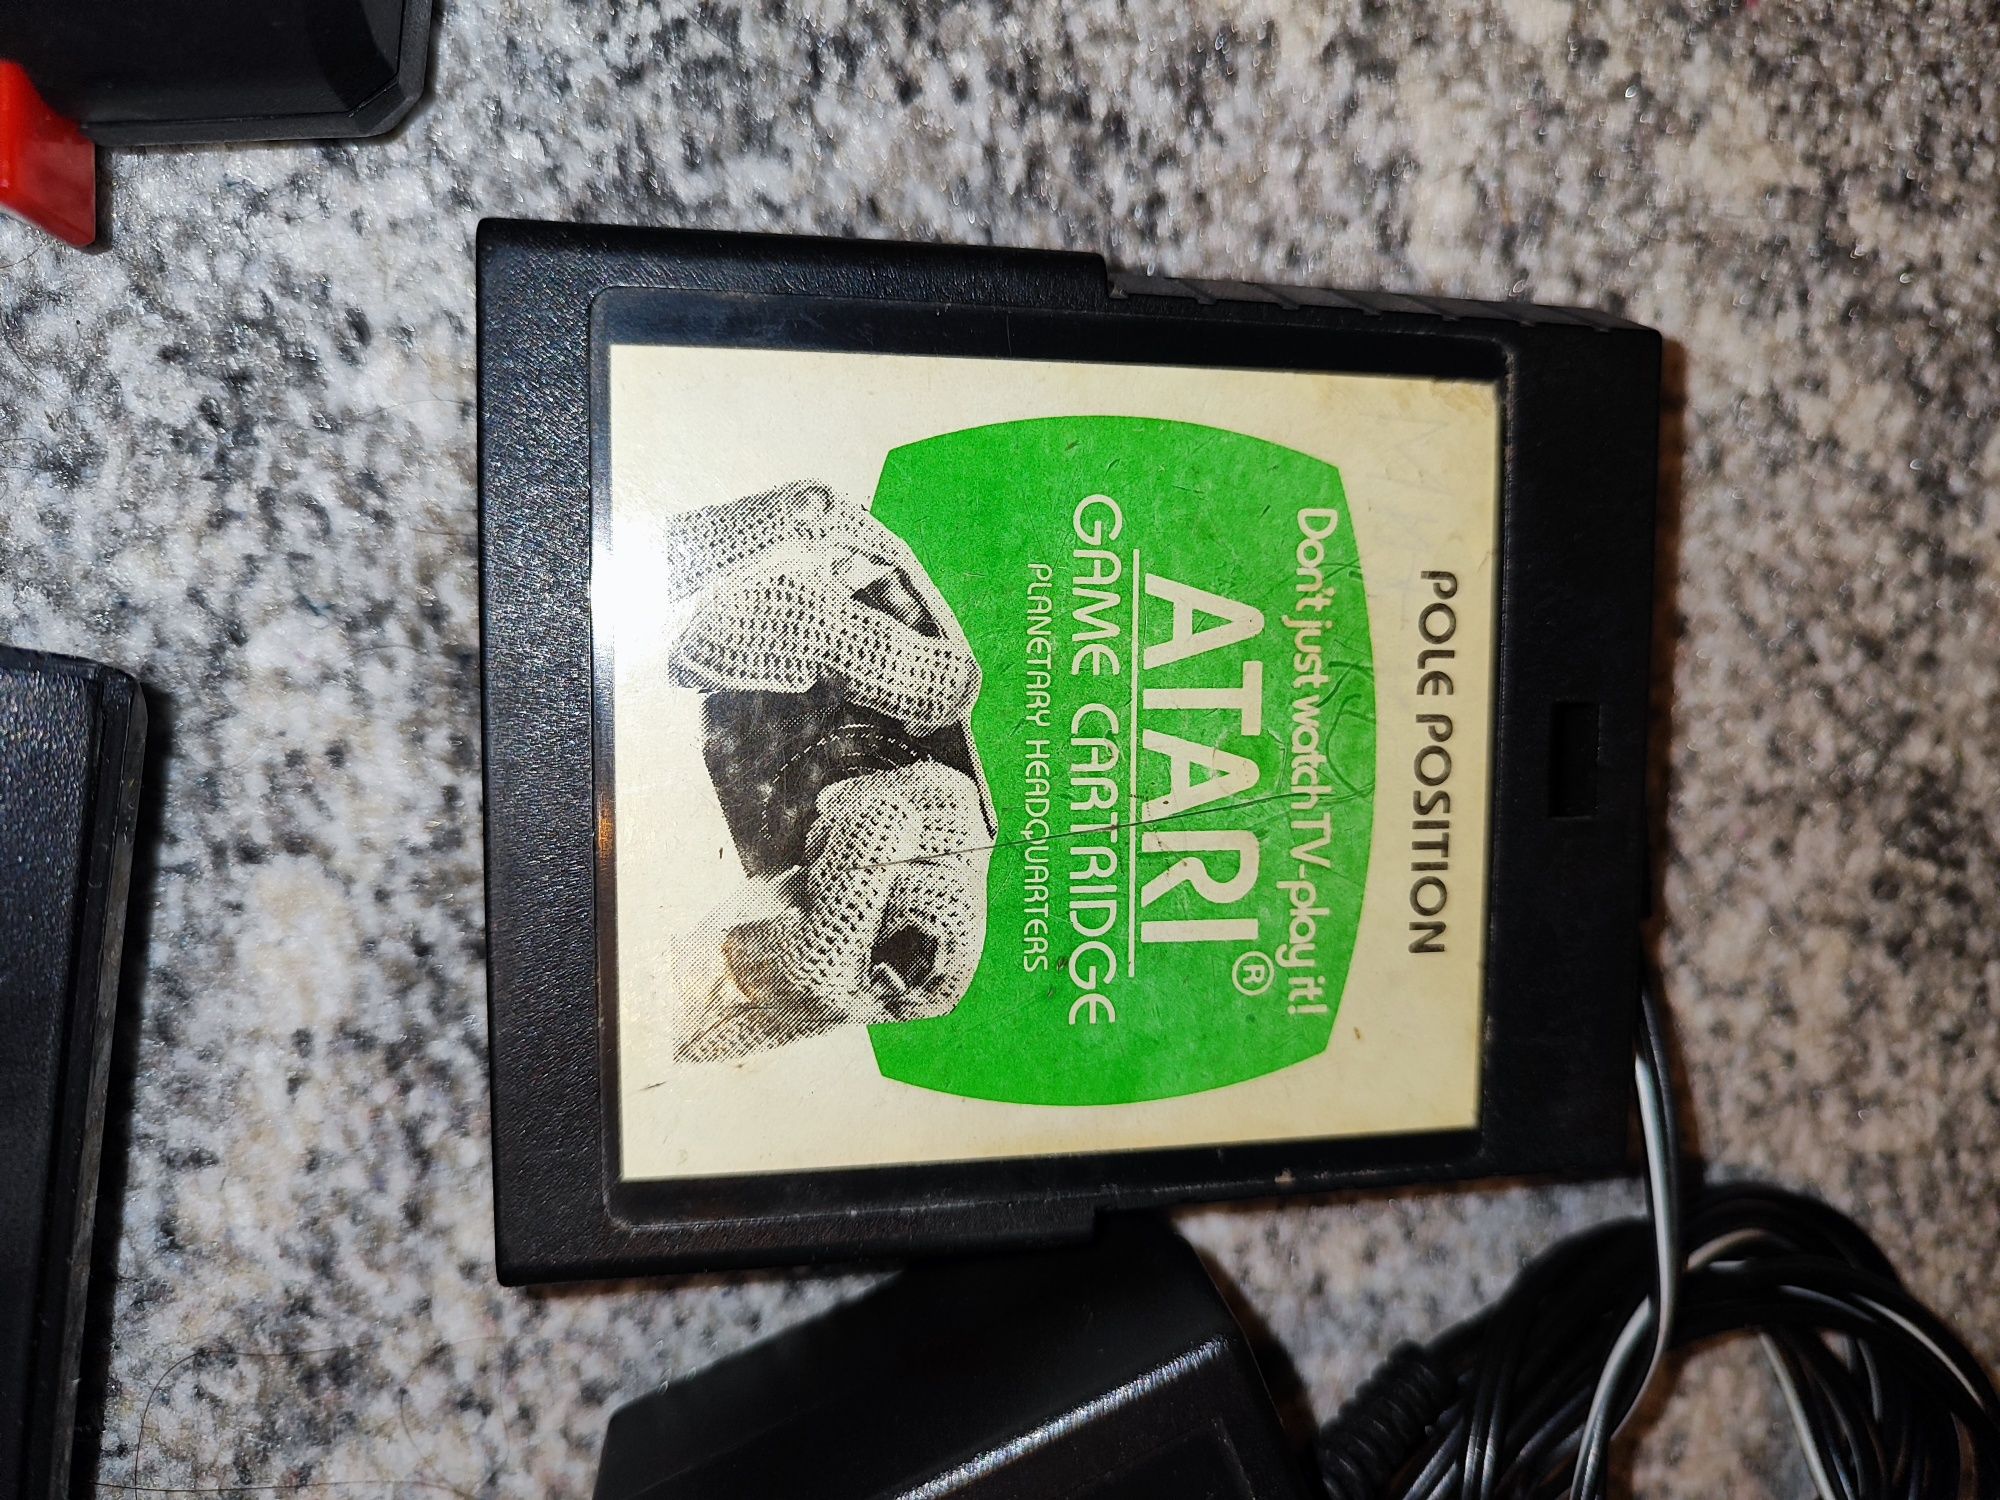 POLE POSITION
Don't just watch TV-play it!
ATARI®
GAME CARTRIDGE
PLANETARY HEADQUARTERS